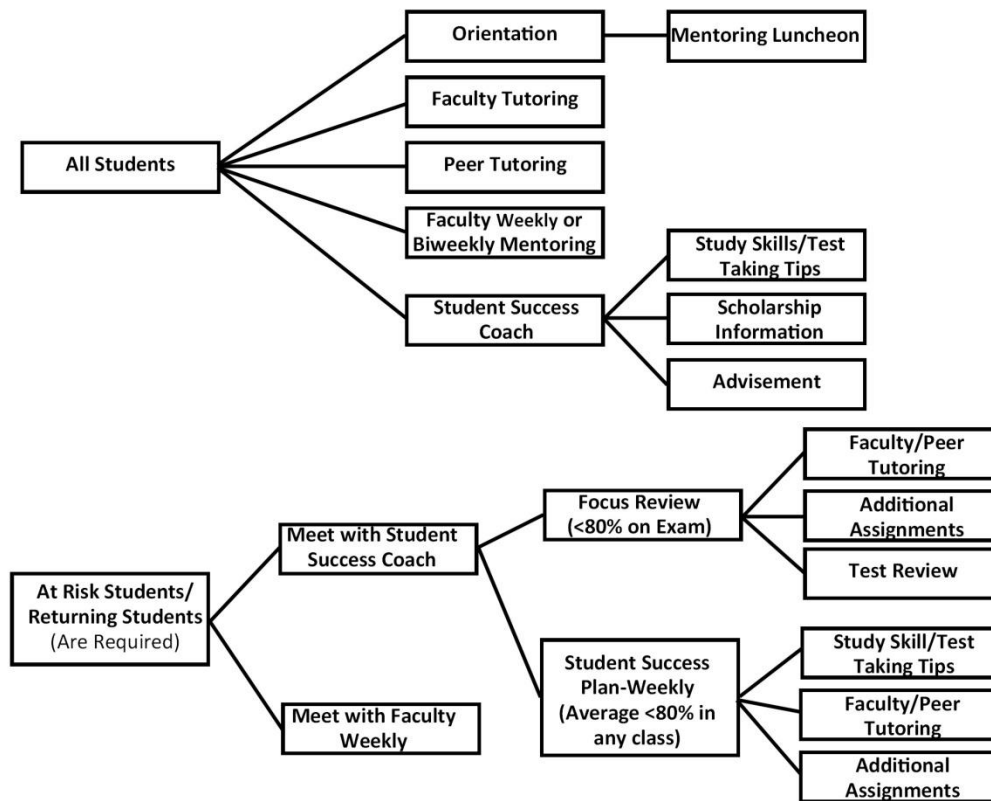 Orientation
Mentoring Luncheon
Faculty Tutoring
All Students
Peer Tutoring
Faculty Weekly or
Biweekly Mentoring
Student Success
Coach
Study Skills/Test
Taking Tips
Scholarship
Information
Advisement
At Risk Students/
Returning Students
(Are Required)
Meet with Student
Success Coach
Meet with Faculty
Weekly
Focus Review
(<80% on Exam)
Faculty/Peer
Tutoring
Additional
Assignments
Test Review
Student Success
Plan-Weekly
(Average <80% in
any class)
Study Skill/Test
Taking Tips
Faculty/Peer
Tutoring
Additional
Assignments